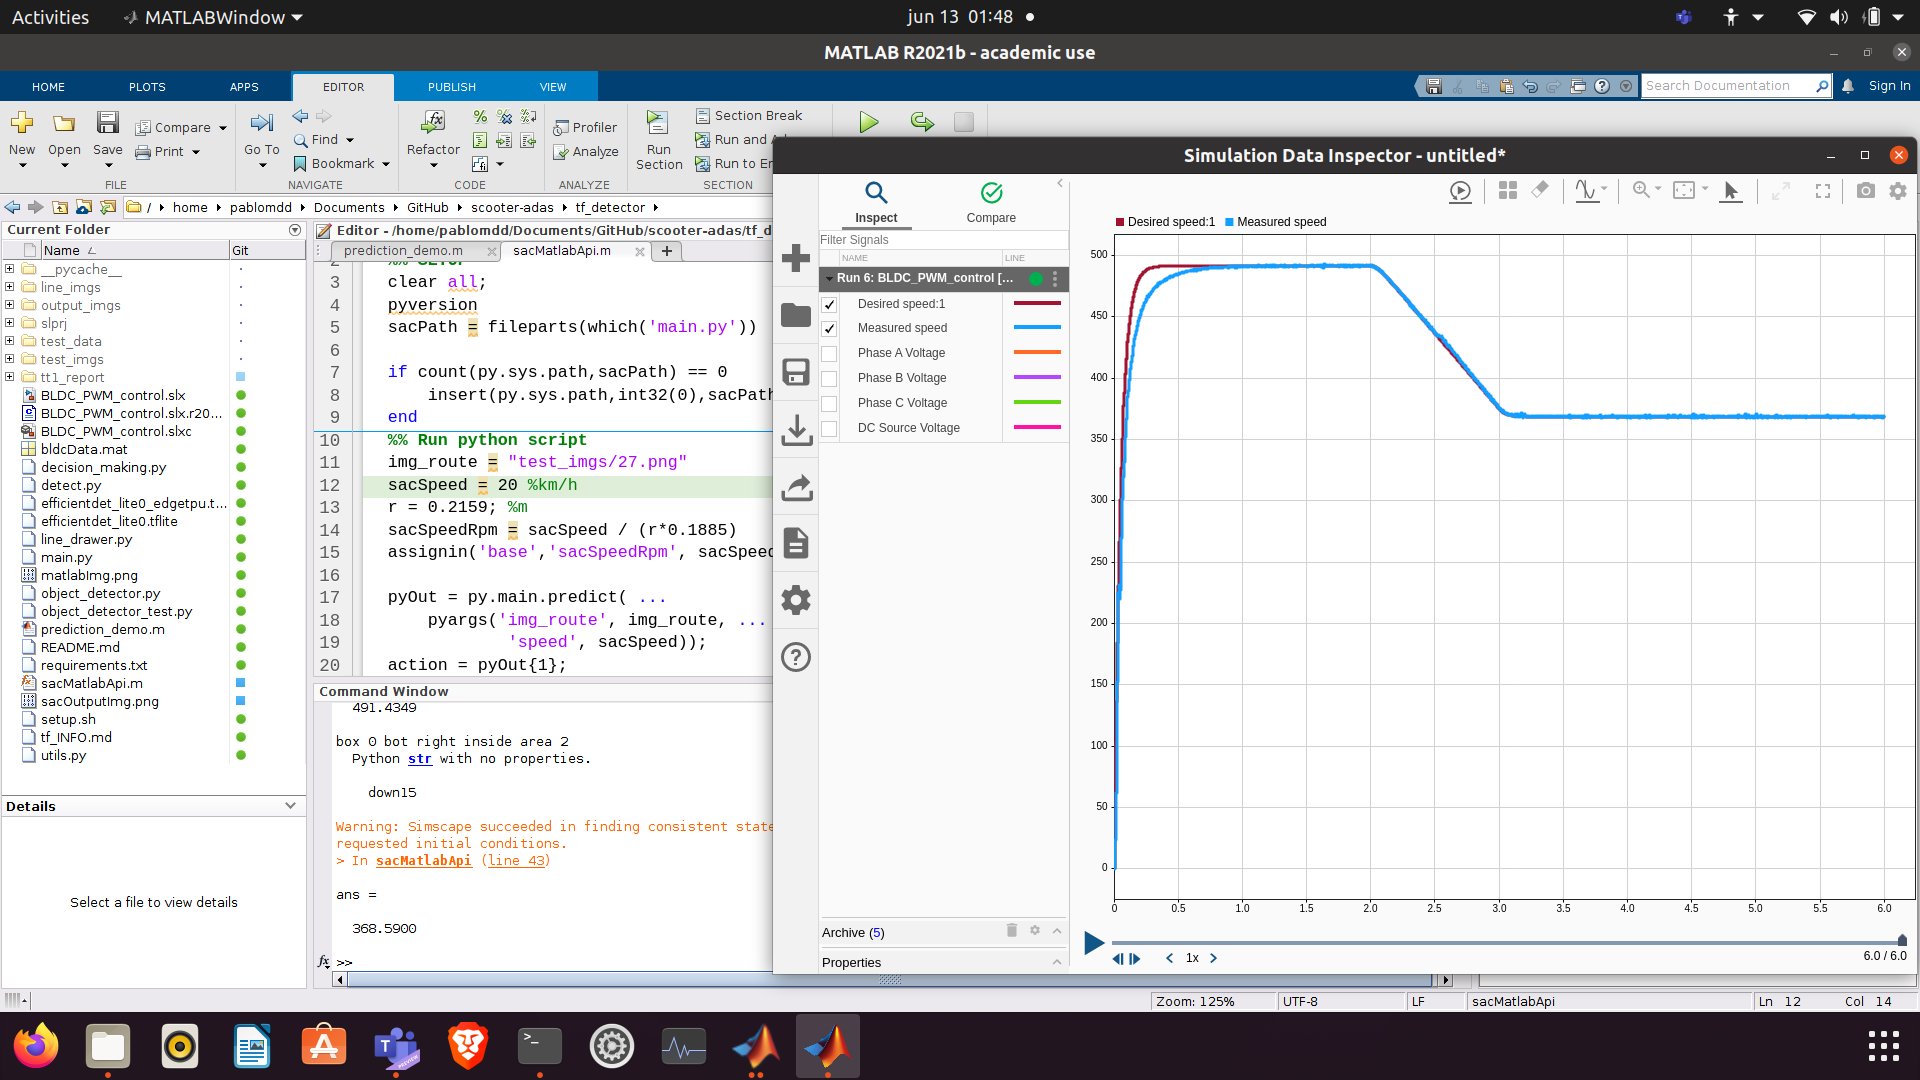 Activities
MATLABWindow
jun 13 01:48
MATLAB R2021b - academic use
HOME
PLOTS
APPS
EDITOR
PUBLISH
VIEW
Search Documentation
Sign In
New
Open
Save
Compare
Print
Go To
Find
Bookmark
Refactor
Profiler
Analyze
Run
Section
Section Break
Run and
Run to
FILE
NAVIGATE
CODE
ANALYZE
SECTION
/ home pablomdd Documents GitHub scooter-adas tf_detector
Current Folder
Name
Git
__pycache__
line_imgs
output_imgs
slprj
test_data
test_imgs
tt1_report
BLDC_PWM_control.slx
BLDC_PWM_control.slx.r20...
BLDC_PWM_control.slxc
bldcData.mat
decision_making.py
detect.py
efficientdet_lite0_edgetpu.t...
efficientdet_lite0.tflite
line_drawer.py
main.py
matlabImg.png
object_detector.py
object_detector_test.py
prediction_demo.m
README.md
requirements.txt
sacMatlabApi.m
sacOutputImg.png
setup.sh
tf_INFO.md
utils.py
Details
Select a file to view details
Editor - /home/pablomdd/Documents/GitHub/scooter-adas/tf_d
prediction_demo.m
sacMatlabApi.m
3 clear all;
4 pyversion
5 sacPath = fileparts(which('main.py'))
6
7 if count(py.sys.path,sacPath) == 0
8 insert(py.sys.path,int32(0),sacPath
9 end
10 %% Run python script
11 img_route = "test_imgs/27.png"
12 sacSpeed = 20 %km/h
13 r = 0.2159; %m
14 sacSpeedRpm = sacSpeed / (r*0.1885)
15 assignin('base','sacSpeedRpm', sacSpeed
16
17 pyOut = py.main.predict( ...
18 pyargs('img_route', img_route, ...
19 'speed', sacSpeed));
20 action = pyOut{1};
Command Window
491.4349
box 0 bot right inside area 2
Python str with no properties.
down15
Warning: Simscape succeeded in finding consistent state
requested initial conditions.
> In sacMatlabApi (line 43)
ans =
368.5900
fx >>
Simulation Data Inspector - untitled*
Inspect
Compare
Filter Signals
NAME
LINE
Run 6: BLDC_PWM_control [...
Desired speed:1
Measured speed
Phase A Voltage
Phase B Voltage
Phase C Voltage
DC Source Voltage
Archive (5)
Properties
Desired speed:1
Measured speed
500
450
400
350
300
250
200
150
100
50
0
0 0.5 1.0 1.5 2.0 2.5 3.0 3.5 4.0 4.5 5.0 5.5 6.0
1x
6.0 / 6.0
Zoom: 125%
UTF-8
LF
sacMatlabApi
Ln 12
Col 14